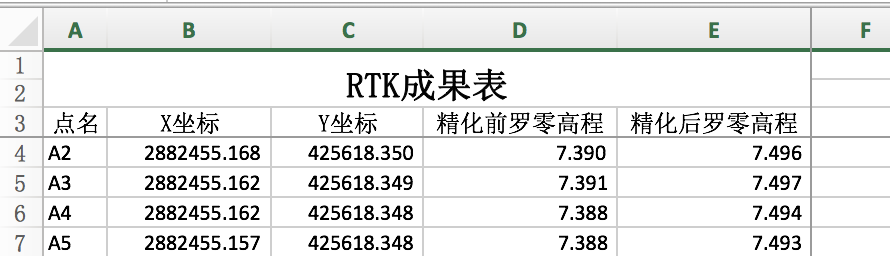 A B C D E F
1
2 RTK成果表
3 点名 X坐标 Y坐标 精化前罗零高程 精化后罗零高程
4 A2 2882455.168 425618.350 7.390 7.496
5 A3 2882455.162 425618.349 7.391 7.497
6 A4 2882455.162 425618.348 7.388 7.494
7 A5 2882455.157 425618.348 7.388 7.493